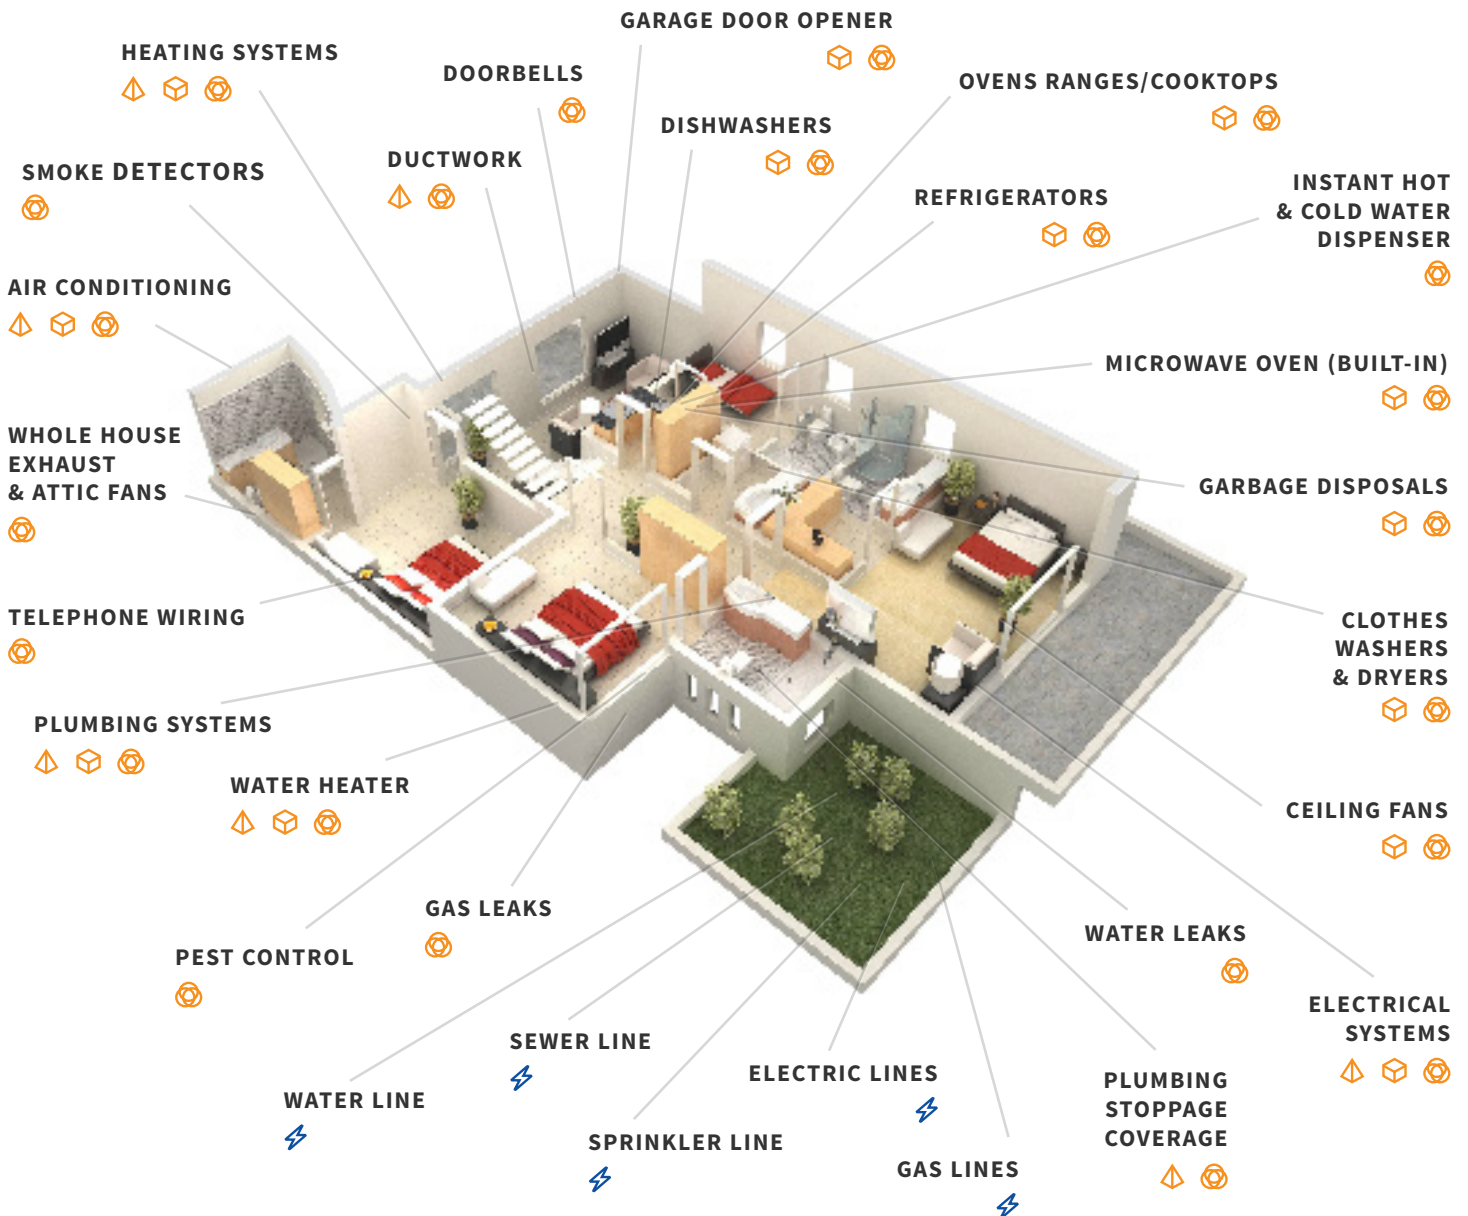 GARAGE DOOR OPENER
HEATING SYSTEMS
DOORBELLS
OVENS RANGES/COOKTOPS
DISHWASHERS
DUCTWORK
SMOKE DETECTORS
REFRIGERATORS
INSTANT HOT
& COLD WATER
DISPENSER
AIR CONDITIONING
MICROWAVE OVEN (BUILT-IN)
WHOLE HOUSE
EXHAUST
& ATTIC FANS
GARBAGE DISPOSALS
TELEPHONE WIRING
CLOTHES
WASHERS
& DRYERS
PLUMBING SYSTEMS
WATER HEATER
CEILING FANS
GAS LEAKS
WATER LEAKS
PEST CONTROL
ELECTRICAL
SYSTEMS
SEWER LINE
ELECTRIC LINES
PLUMBING
STOPPAGE
COVERAGE
WATER LINE
SPRINKLER LINE
GAS LINES